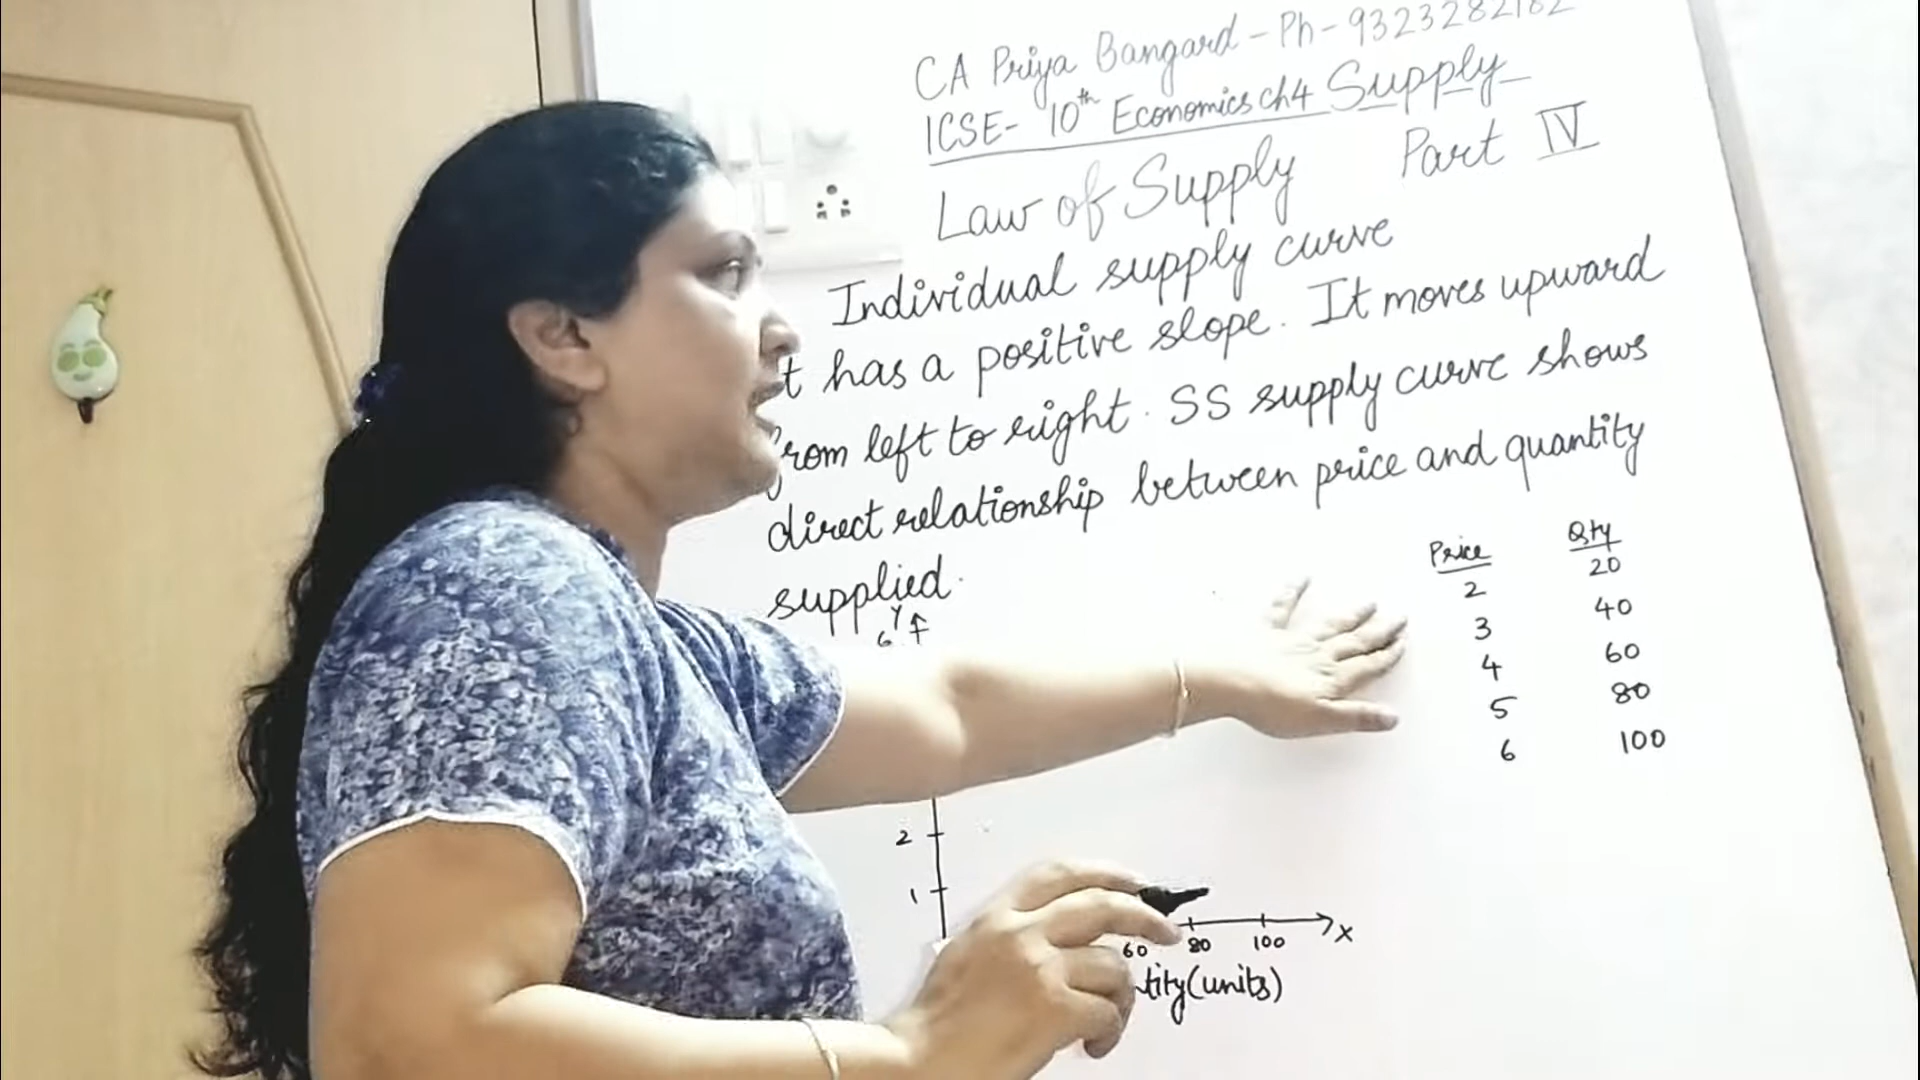 CA Priya Bangard - Ph - 9323282182
ICSE- 10th Economics ch4 Supply
Law of Supply Part IV
Individual supply curve
t has a positive slope. It moves upward
from left to right. SS supply curve shows
direct relationship between price and quantity
supplied.
Price Qty
2 20
3 40
4 60
5 80
6 100
Y
6
2
1
60 80 100 X
ntity (units)